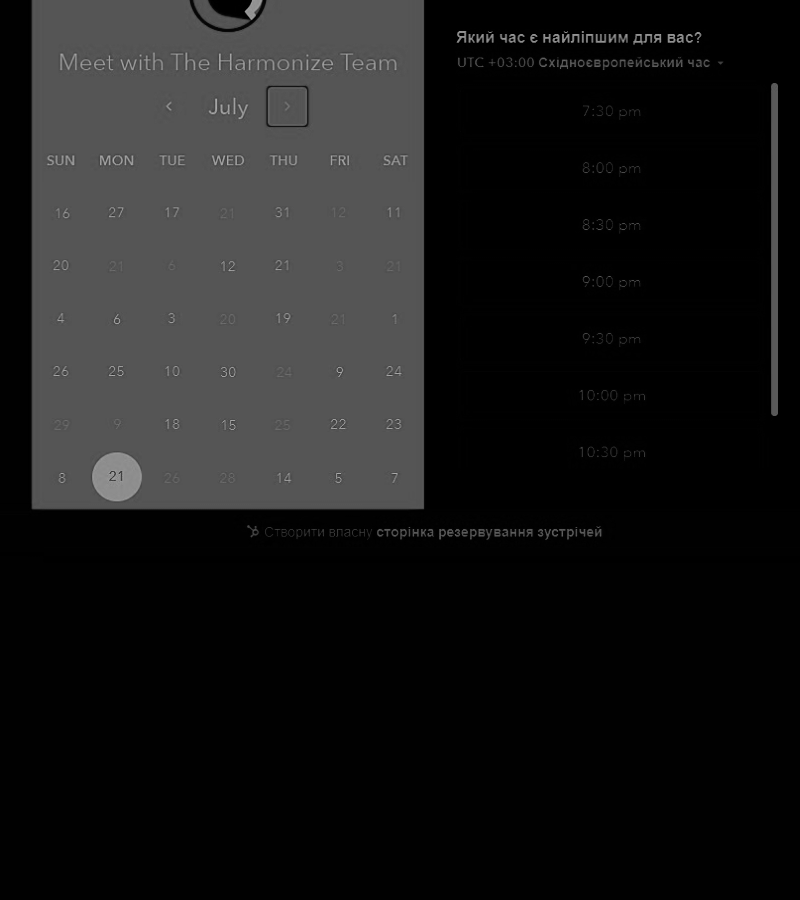 Meet with The Harmonize Team
July
SUN MON TUE WED THU FRI SAT
16 27 17 21 31 12 11
20 21 6 12 21 3 21
4 6 3 20 19 21 1
26 25 10 30 24 9 24
29 9 18 15 25 22 23
8 21 26 28 14 5 7
Який час є найліпшим для вас?
UTC +03:00 Східноєвропейський час
7:30 pm
8:00 pm
8:30 pm
9:00 pm
9:30 pm
10:00 pm
10:30 pm
Створити власну сторінка резервування зустрічей